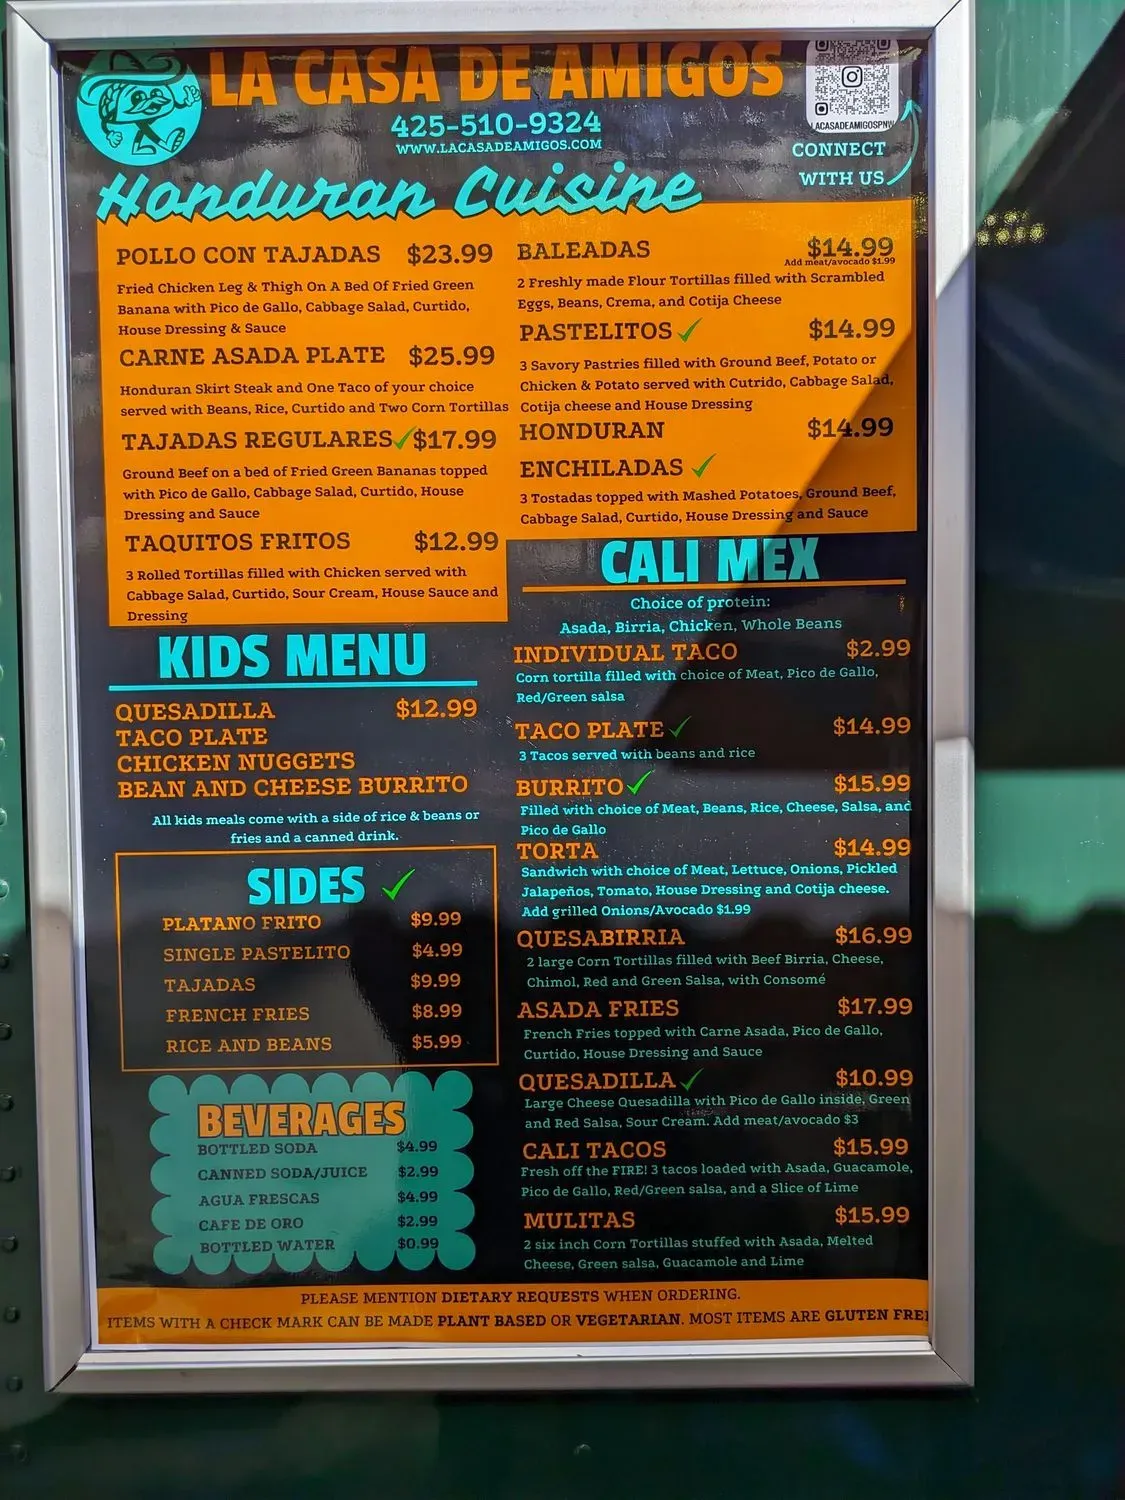 LA CASA DE AMIGOS
425-510-9324
WWW.LACASADEAMIGOS.COM
LACASADEAMIGOSPNW
CONNECT
WITH US
Honduran Cuisine
POLLO CON TAJADAS $23.99
Fried Chicken Leg & Thigh On A Bed Of Fried Green
Banana with Pico de Gallo, Cabbage Salad, Curtido,
House Dressing & Sauce
CARNE ASADA PLATE $25.99
Honduran Skirt Steak and One Taco of your choice
served with Beans, Rice, Curtido and Two Corn Tortillas
TAJADAS REGULARES✓ $17.99
Ground Beef on a bed of Fried Green Bananas topped
with Pico de Gallo, Cabbage Salad, Curtido, House
Dressing and Sauce
TAQUITOS FRITOS $12.99
3 Rolled Tortillas filled with Chicken served with
Cabbage Salad, Curtido, Sour Cream, House Sauce and
Dressing
BALEADAS $14.99
Add meat/avocado $1.99
2 Freshly made Flour Tortillas filled with Scrambled
Eggs, Beans, Crema, and Cotija Cheese
PASTELITOS ✓ $14.99
3 Savory Pastries filled with Ground Beef, Potato or
Chicken & Potato served with Cutrido, Cabbage Salad,
Cotija cheese and House Dressing
HONDURAN $14.99
ENCHILADAS ✓
3 Tostadas topped with Mashed Potatoes, Ground Beef,
Cabbage Salad, Curtido, House Dressing and Sauce
KIDS MENU
QUESADILLA $12.99
TACO PLATE
CHICKEN NUGGETS
BEAN AND CHEESE BURRITO
All kids meals come with a side of rice & beans or
fries and a canned drink.
SIDES ✓
PLATANO FRITO $9.99
SINGLE PASTELITO $4.99
TAJADAS $9.99
FRENCH FRIES $8.99
RICE AND BEANS $5.99
BEVERAGES
BOTTLED SODA $4.99
CANNED SODA/JUICE $2.99
AGUA FRESCAS $4.99
CAFE DE ORO $2.99
BOTTLED WATER $0.99
CALI MEX
Choice of protein:
Asada, Birria, Chicken, Whole Beans
INDIVIDUAL TACO $2.99
Corn tortilla filled with choice of Meat, Pico de Gallo,
Red/Green salsa
TACO PLATE ✓ $14.99
3 Tacos served with beans and rice
BURRITO ✓ $15.99
Filled with choice of Meat, Beans, Rice, Cheese, Salsa, and
Pico de Gallo
TORTA $14.99
Sandwich with choice of Meat, Lettuce, Onions, Pickled
Jalapeños, Tomato, House Dressing and Cotija cheese.
Add grilled Onions/Avocado $1.99
QUESABIRRIA $16.99
2 large Corn Tortillas filled with Beef Birria, Cheese,
Chimol, Red and Green Salsa, with Consomé
ASADA FRIES $17.99
French Fries topped with Carne Asada, Pico de Gallo,
Curtido, House Dressing and Sauce
QUESADILLA ✓ $10.99
Large Cheese Quesadilla with Pico de Gallo inside, Green
and Red Salsa, Sour Cream. Add meat/avocado $3
CALI TACOS $15.99
Fresh off the FIRE! 3 tacos loaded with Asada, Guacamole,
Pico de Gallo, Red/Green salsa, and a Slice of Lime
MULITAS $15.99
2 six inch Corn Tortillas stuffed with Asada, Melted
Cheese, Green salsa, Guacamole and Lime
PLEASE MENTION DIETARY REQUESTS WHEN ORDERING.
ITEMS WITH A CHECK MARK CAN BE MADE PLANT BASED OR VEGETARIAN. MOST ITEMS ARE GLUTEN FREE